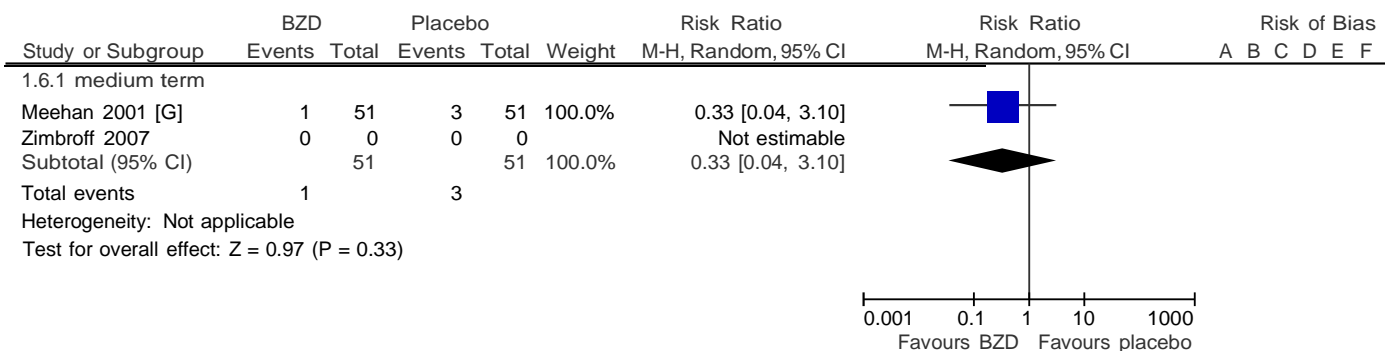 BZD Placebo Risk Ratio Risk Ratio Risk of Bias
Study or Subgroup Events Total Events Total Weight M-H, Random, 95% CI M-H, Random, 95% CI A B C D E F
1.6.1 medium term
Meehan 2001 [G] 1 51 3 51 100.0% 0.33 [0.04, 3.10]
Zimbroff 2007 0 0 0 0 Not estimable
Subtotal (95% CI) 51 51 100.0% 0.33 [0.04, 3.10]
Total events 1 3
Heterogeneity: Not applicable
Test for overall effect: Z = 0.97 (P = 0.33)
0.001 0.1 1 10 1000
Favours BZD Favours placebo